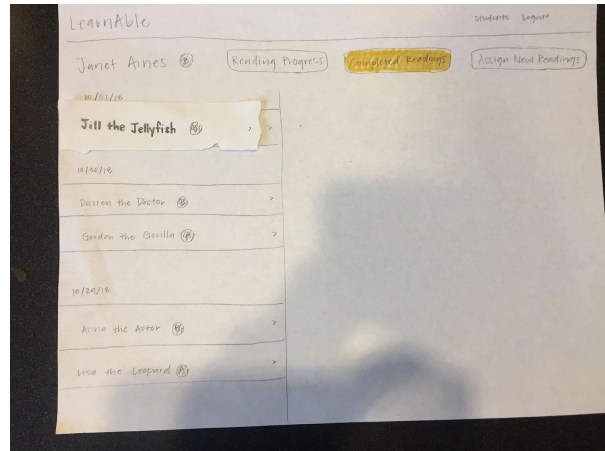 LearnAble
Students Logout
Janet Aines B
Reading Progress
Completed Readings
Assign New Readings
10/31/18
Jill the Jellyfish
> >
10/30/18
Darren the Doctor B >
Gordon the Gorilla >
10/29/18
Anna the Actor >
Lisa the Leopard >